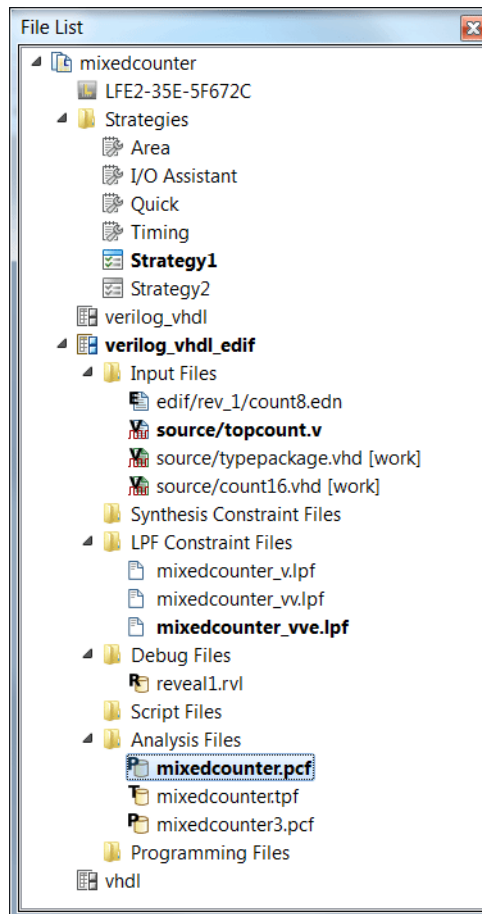 File List
mixedcounter
LFE2-35E-5F672C
Strategies
Area
I/O Assistant
Quick
Timing
Strategy1
Strategy2
verilog_vhdl
verilog_vhdl_edif
Input Files
edif/rev_1/count8.edn
source/topcount.v
source/typepackage.vhd [work]
source/count16.vhd [work]
Synthesis Constraint Files
LPF Constraint Files
mixedcounter_v.lpf
mixedcounter_vv.lpf
mixedcounter_vve.lpf
Debug Files
reveal1.rvl
Script Files
Analysis Files
mixedcounter.pcf
mixedcounter.tpf
mixedcounter3.pcf
Programming Files
vhdl